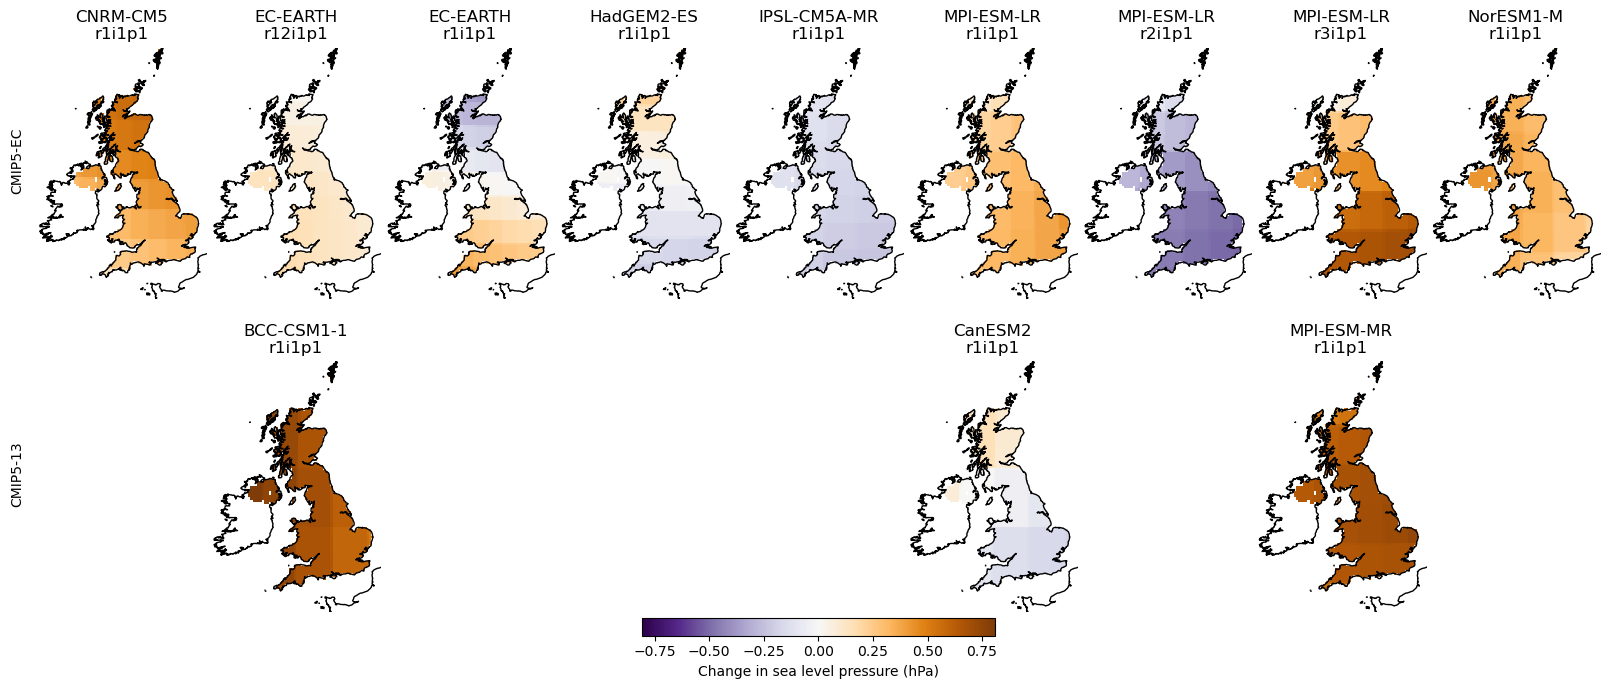 CNRM-CM5
r1i1p1
EC-EARTH
r12i1p1
EC-EARTH
r1i1p1
HadGEM2-ES
r1i1p1
IPSL-CM5A-MR
r1i1p1
MPI-ESM-LR
r1i1p1
MPI-ESM-LR
r2i1p1
MPI-ESM-LR
r3i1p1
NorESM1-M
r1i1p1
CMIP5-EC
BCC-CSM1-1
r1i1p1
CanESM2
r1i1p1
MPI-ESM-MR
r1i1p1
CMIP5-13
−0.75 −0.50 −0.25 0.00 0.25 0.50 0.75
Change in sea level pressure (hPa)